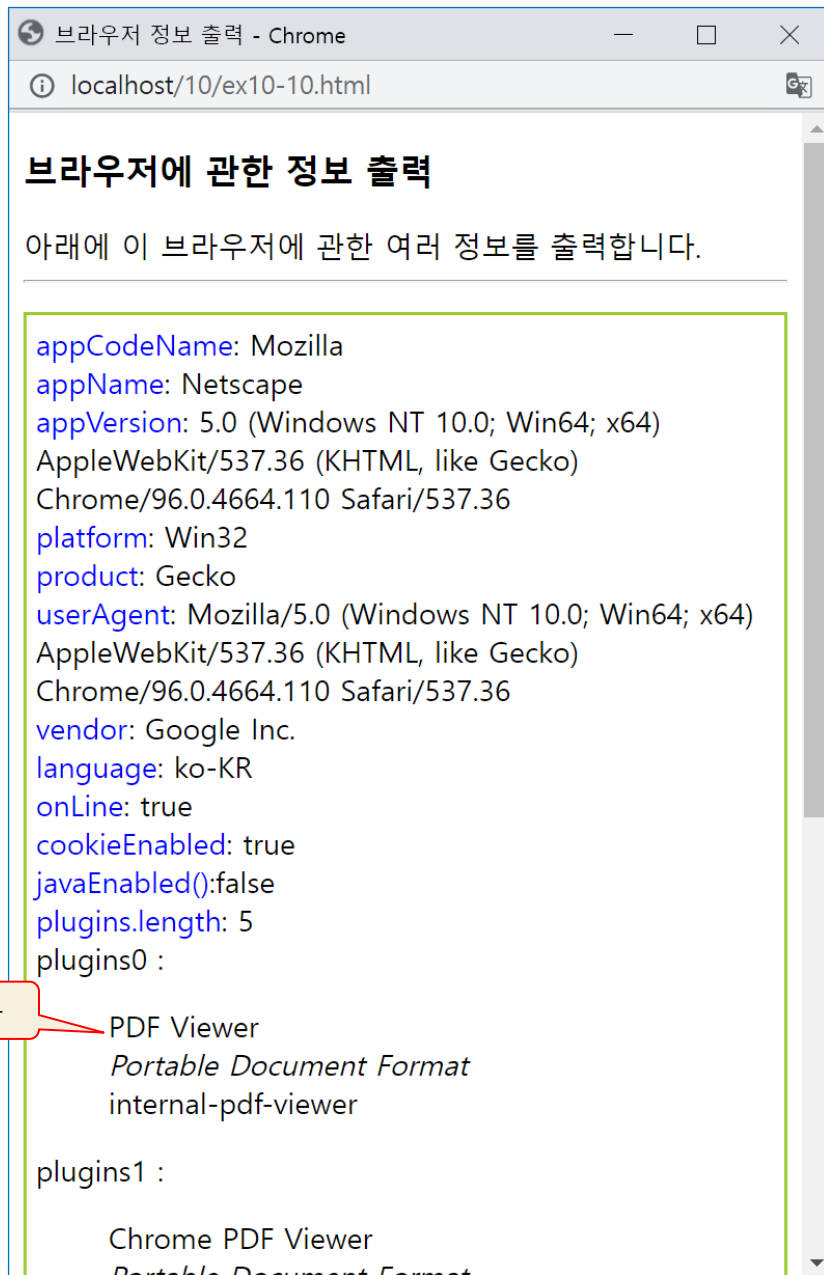 브라우저 정보 출력 - Chrome
localhost/10/ex10-10.html
브라우저에 관한 정보 출력
아래에 이 브라우저에 관한 여러 정보를 출력합니다.
appCodeName: Mozilla
appName: Netscape
appVersion: 5.0 (Windows NT 10.0; Win64; x64)
AppleWebKit/537.36 (KHTML, like Gecko)
Chrome/96.0.4664.110 Safari/537.36
platform: Win32
product: Gecko
userAgent: Mozilla/5.0 (Windows NT 10.0; Win64; x64)
AppleWebKit/537.36 (KHTML, like Gecko)
Chrome/96.0.4664.110 Safari/537.36
vendor: Google Inc.
language: ko-KR
onLine: true
cookieEnabled: true
javaEnabled():false
plugins.length: 5
plugins0 :
PDF Viewer
Portable Document Format
internal-pdf-viewer
plugins1 :
Chrome PDF Viewer
Portable Document Format